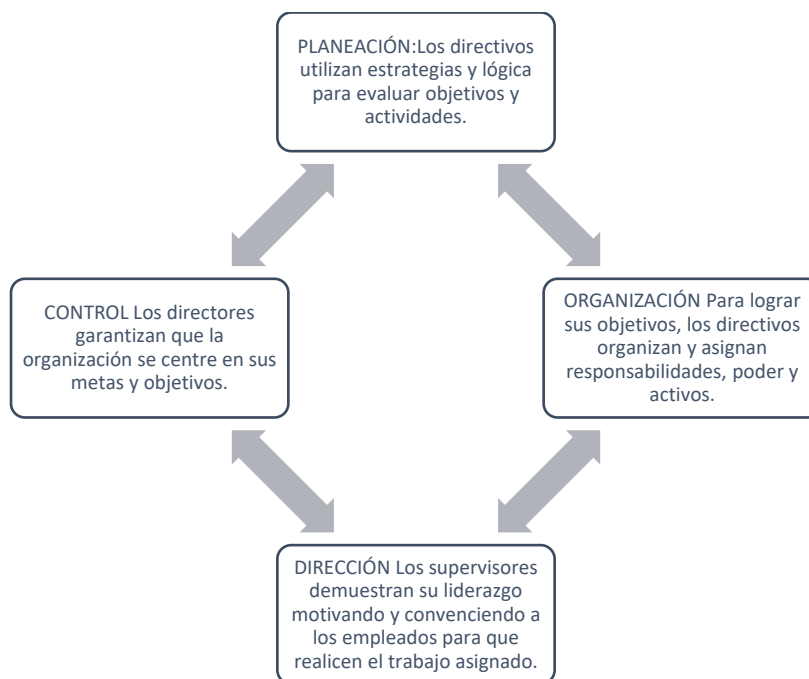 PLANEACIÓN:Los directivos
utilizan estrategias y lógica
para evaluar objetivos y
actividades.
CONTROL Los directores
garantizan que la
organización se centre en sus
metas y objetivos.
ORGANIZACIÓN Para lograr
sus objetivos, los directivos
organizan y asignan
responsabilidades, poder y
activos.
DIRECCIÓN Los supervisores
demuestran su liderazgo
motivando y convenciendo a
los empleados para que
realicen el trabajo asignado.